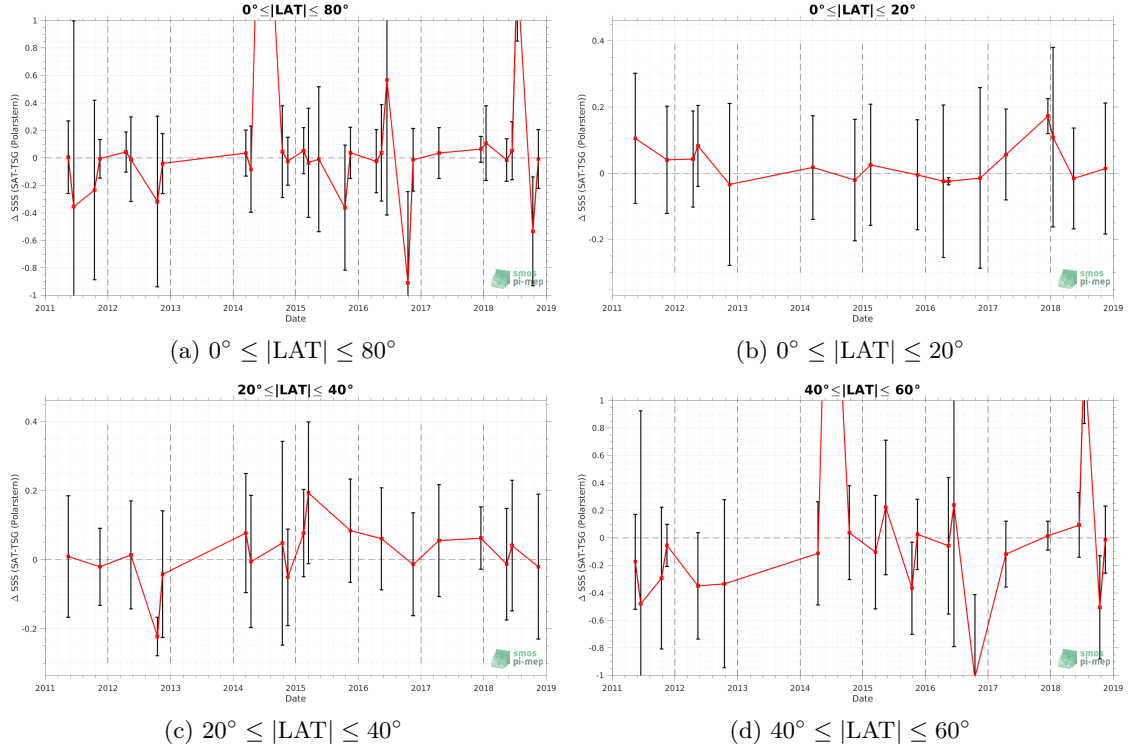 0°≤|LAT|≤ 80°
Δ SSS (SAT-TSG (Polarstern))
1
0.8
0.6
0.4
0.2
0
-0.2
-0.4
-0.6
-0.8
-1
2011 2012 2013 2014 2015 2016 2017 2018 2019
Date
smos
pi-mep
(a) 0° ≤ |LAT| ≤ 80°
0°≤|LAT|≤ 20°
Δ SSS (SAT-TSG (Polarstern))
0.4
0.2
0
-0.2
2011 2012 2013 2014 2015 2016 2017 2018 2019
Date
smos
pi-mep
(b) 0° ≤ |LAT| ≤ 20°
20°≤|LAT|≤ 40°
Δ SSS (SAT-TSG (Polarstern))
0.4
0.2
0
-0.2
2011 2012 2013 2014 2015 2016 2017 2018 2019
Date
smos
pi-mep
(c) 20° ≤ |LAT| ≤ 40°
40°≤|LAT|≤ 60°
Δ SSS (SAT-TSG (Polarstern))
1
0.8
0.6
0.4
0.2
0
-0.2
-0.4
-0.6
-0.8
-1
2011 2012 2013 2014 2015 2016 2017 2018 2019
Date
smos
pi-mep
(d) 40° ≤ |LAT| ≤ 60°